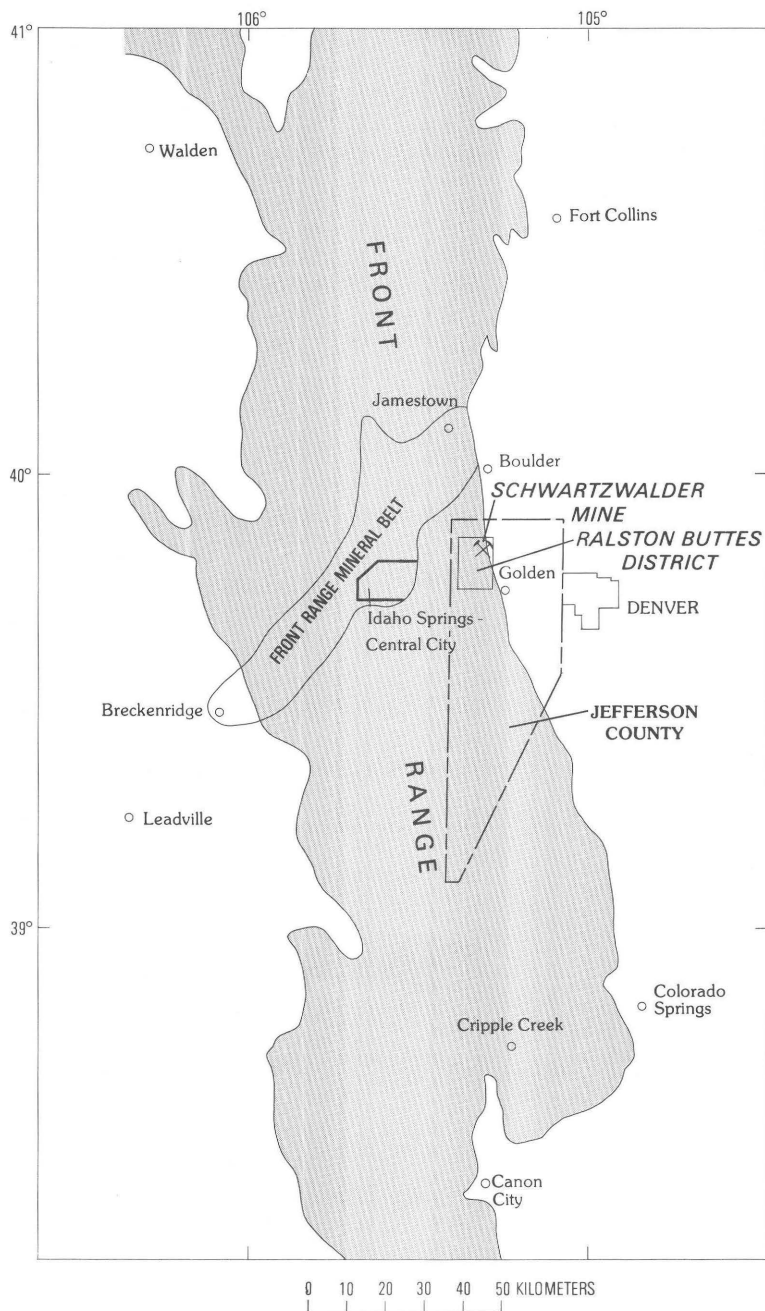 106°
105°
41°
Walden
Fort Collins
FRONT
Jamestown
40°
Boulder
SCHWARTZWALDER
MINE
RALSTON BUTTES
DISTRICT
Golden
DENVER
FRONT RANGE MINERAL BELT
Idaho Springs -
Central City
Breckenridge
JEFFERSON
COUNTY
RANGE
Leadville
39°
Colorado
Springs
Cripple Creek
Canon
City
0 10 20 30 40 50 KILOMETERS